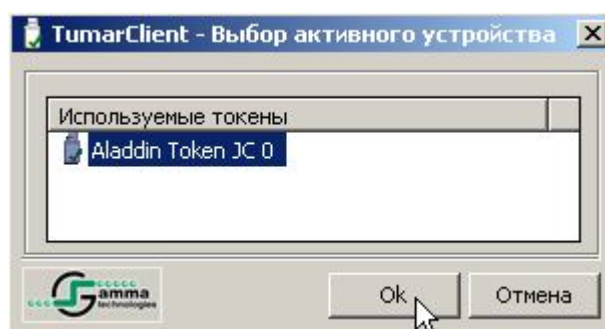 TumarClient - Выбор активного устройства
Используемые токены
Aladdin Token JC 0
Gamma
technologies
Ok
Отмена